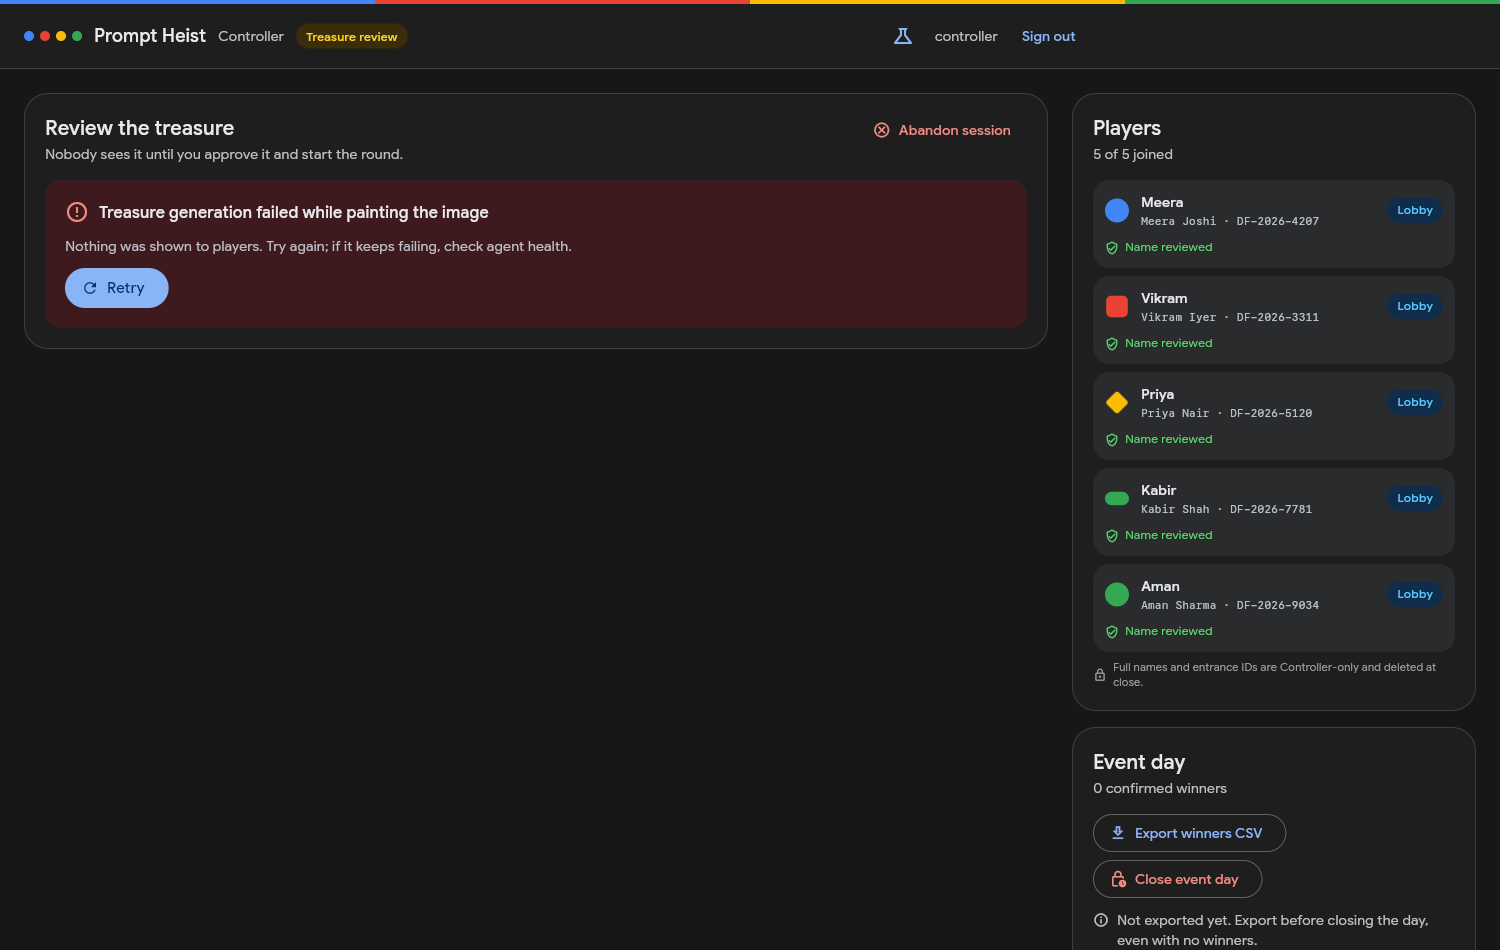 Prompt Heist Controller Treasure review
controller Sign out
Review the treasure
Nobody sees it until you approve it and start the round.
Abandon session
Treasure generation failed while painting the image
Nothing was shown to players. Try again; if it keeps failing, check agent health.
Retry
Players
5 of 5 joined
Meera
Meera Joshi · DF-2026-4207
Lobby
Name reviewed
Vikram
Vikram Iyer · DF-2026-3311
Lobby
Name reviewed
Priya
Priya Nair · DF-2026-5120
Lobby
Name reviewed
Kabir
Kabir Shah · DF-2026-7781
Lobby
Name reviewed
Aman
Aman Sharma · DF-2026-9034
Lobby
Name reviewed
Full names and entrance IDs are Controller-only and deleted at
close.
Event day
0 confirmed winners
Export winners CSV
Close event day
Not exported yet. Export before closing the day,
even with no winners.